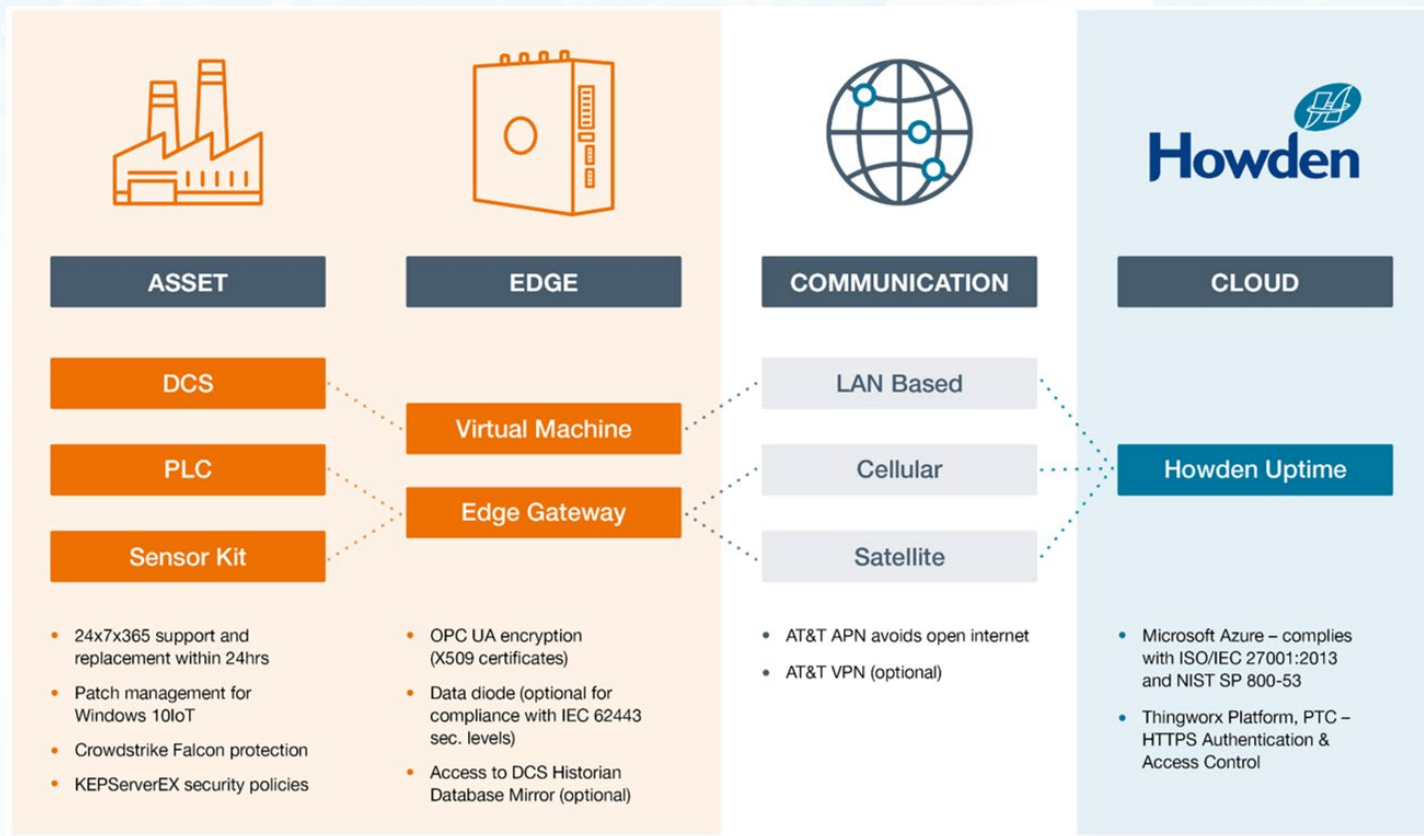 Howden
ASSET
EDGE
COMMUNICATION
CLOUD
DCS
PLC
Sensor Kit
Virtual Machine
Edge Gateway
LAN Based
Cellular
Satellite
Howden Uptime
• 24x7x365 support and
replacement within 24hrs
• Patch management for
Windows 10IoT
• Crowdstrike Falcon protection
• KEPServerEX security policies
• OPC UA encryption
(X509 certificates)
• Data diode (optional for
compliance with IEC 62443
sec. levels)
• Access to DCS Historian
Database Mirror (optional)
• AT&T APN avoids open internet
• AT&T VPN (optional)
• Microsoft Azure – complies
with ISO/IEC 27001:2013
and NIST SP 800-53
• Thingworx Platform, PTC –
HTTPS Authentication &
Access Control